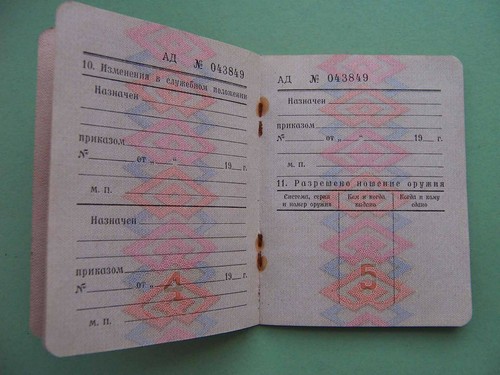 АД № 043849
10. Изменения в служебном положении
Назначен
приказом
№ от „ “ 19 г.
м. п.
Назначен
приказом
№ от „ 19 г.
м. п.
4
АД № 043849
Назначен
приказом
№ от „ “ 19 г.
м. п.
11. Разрешено ношение оружия
Система, серия и номер оружия
Кем и когда выдано
Когда и кому сдано
5